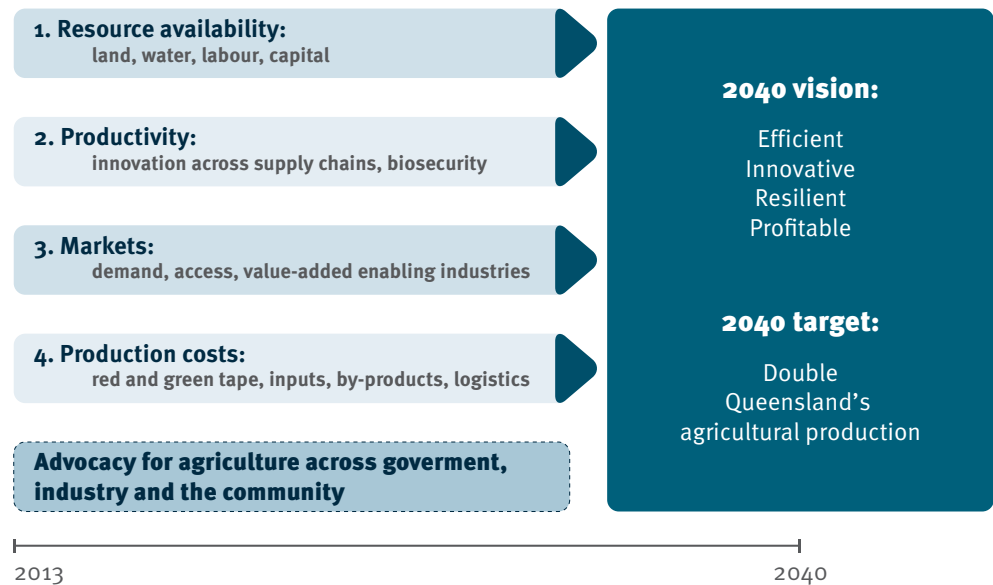 1. Resource availability:
land, water, labour, capital
2. Productivity:
innovation across supply chains, biosecurity
3. Markets:
demand, access, value-added enabling industries
4. Production costs:
red and green tape, inputs, by-products, logistics
Advocacy for agriculture across goverment,
industry and the community
2040 vision:
Efficient
Innovative
Resilient
Profitable
2040 target:
Double
Queensland’s
agricultural production
2013
2040